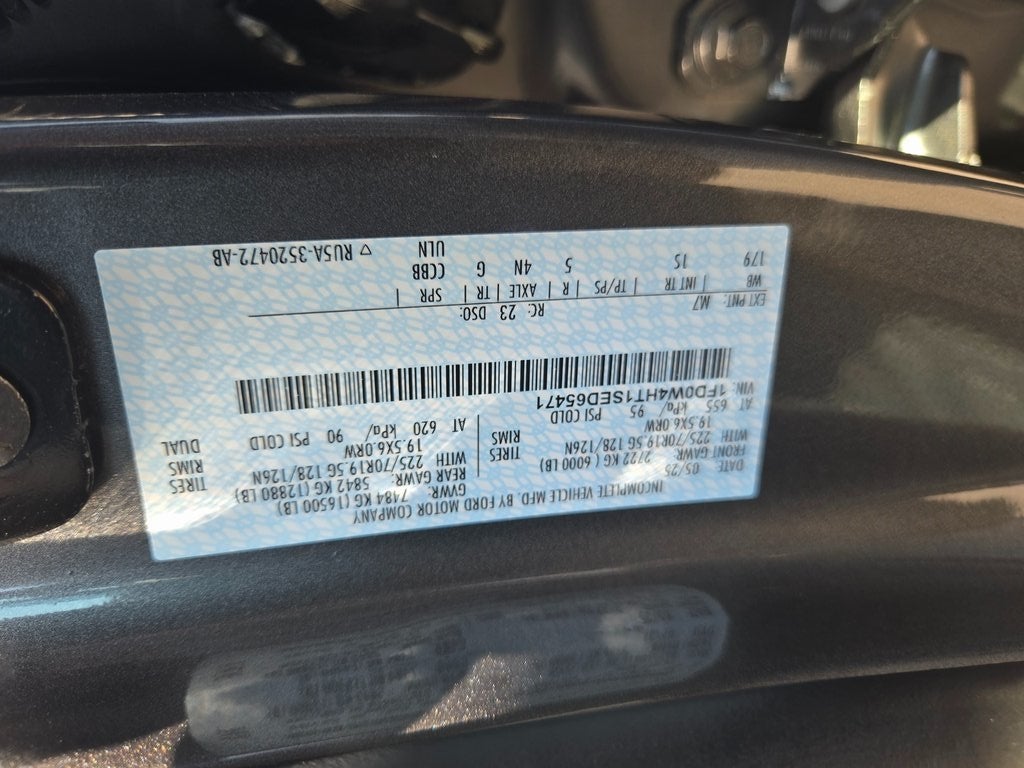 INCOMPLETE VEHICLE MFD. BY FORD MOTOR COMPANY
DATE: 03/25 GVWR: 7484 KG (16500 LB)
FRONT GAWR: 2722 KG ( 6000 LB) REAR GAWR: 5842 KG (12880 LB)
WITH 225/70R19.5G 128/126N TIRES WITH 225/70R19.5G 128/126N TIRES
19.5X6.0RW RIMS 19.5X6.0RW RIMS
AT 655 kPa/ 95 PSI COLD AT 620 kPa/ 90 PSI COLD DUAL
VIN: 1FD0W4HT1SED65471
EXT PNT: M7 RC: 23 DSO:
WB | INT TR | TP/PS | R | AXLE | TR | SPR |
179 1S 5 4N G CCBB
ULN ▽ RU5A-3520472-AB